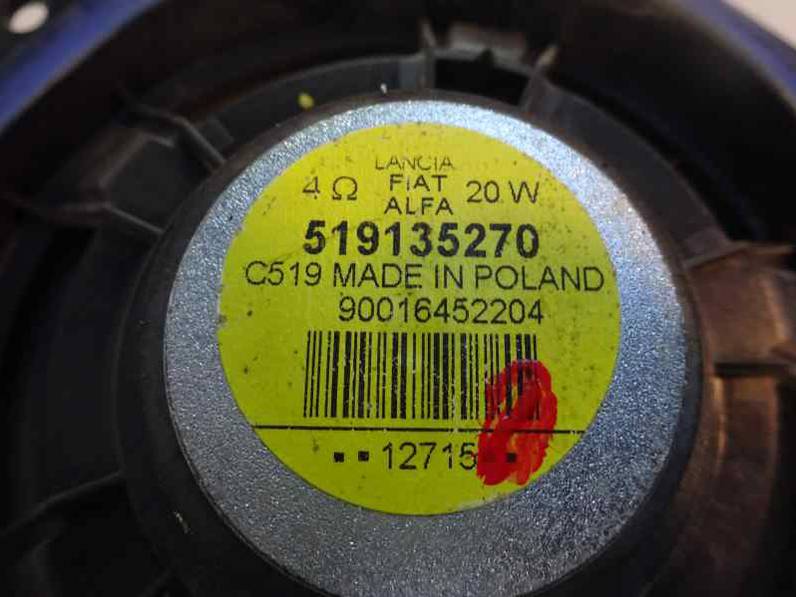 LANCIA
4 Ω FIAT 20 W
ALFA
519135270
C519 MADE IN POLAND
90016452204
12715